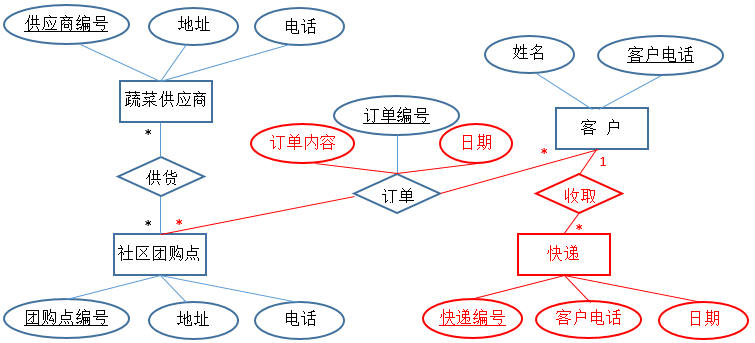 供应商编号
地址
电话
姓名
客户电话
蔬菜供应商
订单编号
客 户
*
订单内容
日期
*
1
供货
订单
收取
*
*
*
社区团购点
快递
团购点编号
地址
电话
快递编号
客户电话
日期